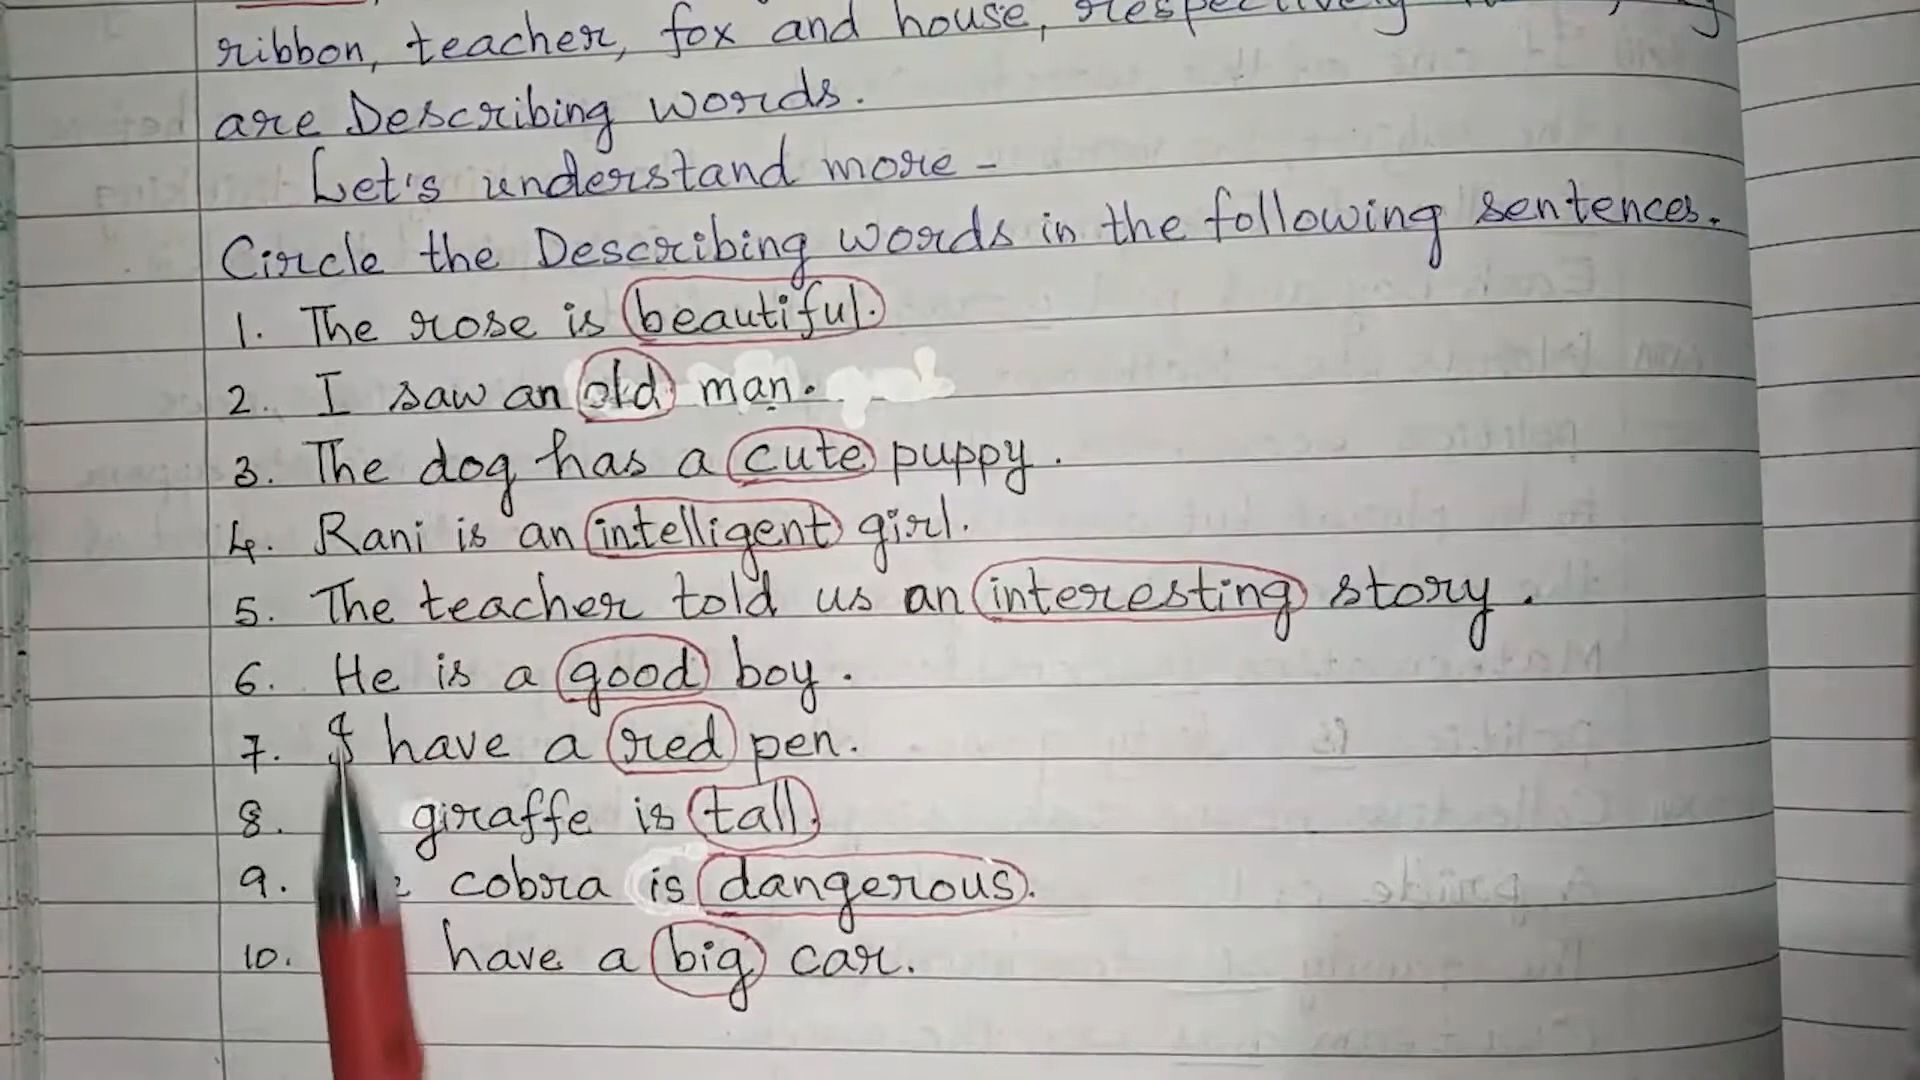 ribbon, teacher, fox and house, respectively
are Describing words.
Let's understand more -
Circle the Describing words in the following sentences.
1. The rose is beautiful.
2. I saw an old man.
3. The dog has a cute puppy.
4. Rani is an intelligent girl.
5. The teacher told us an interesting story.
6. He is a good boy.
7. I have a red pen.
8. giraffe is tall.
9. cobra is dangerous.
10. have a big car.